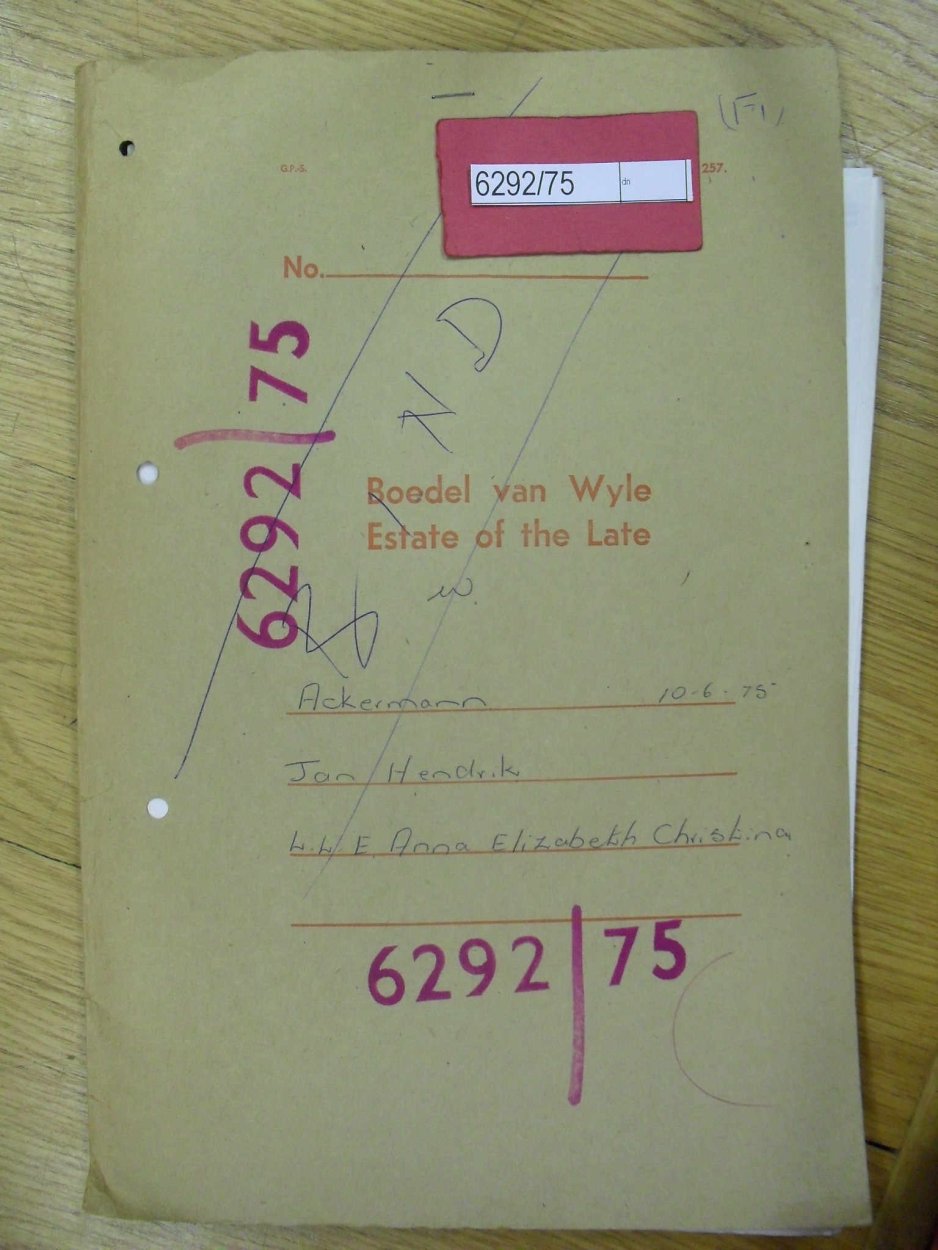 (F1)
G.P.-S.
257.
6292/75
dn
No.
6292/75
N D
Boedel van Wyle
Estate of the Late
Ackermann 10-6-75
Jan Hendrik
L.L.E. Anna Elizabeth Christina
6292/75